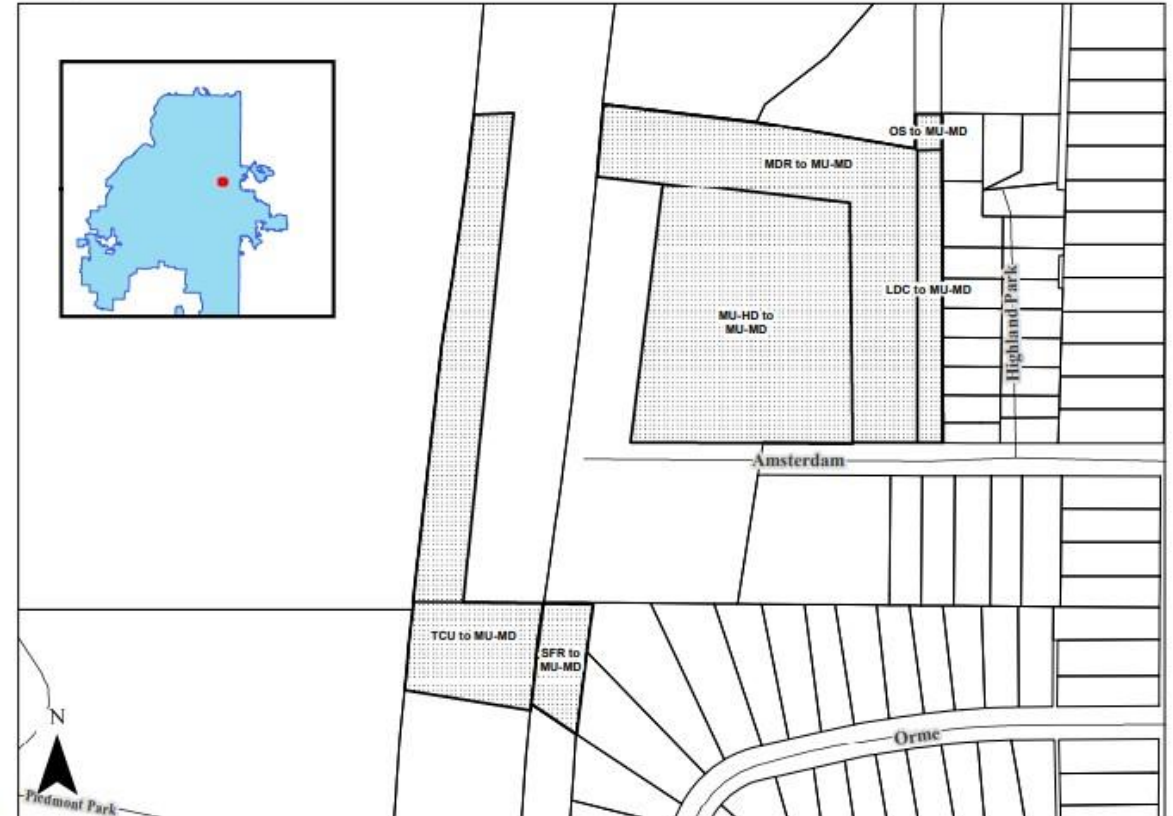 OS to MU-MD
MDR to MU-MD
LDC to MU-MD
Highland Park
MU-HD to
MU-MD
Amsterdam
TCU to MU-MD
SFR to
MU-MD
N
Orme
Piedmont Park